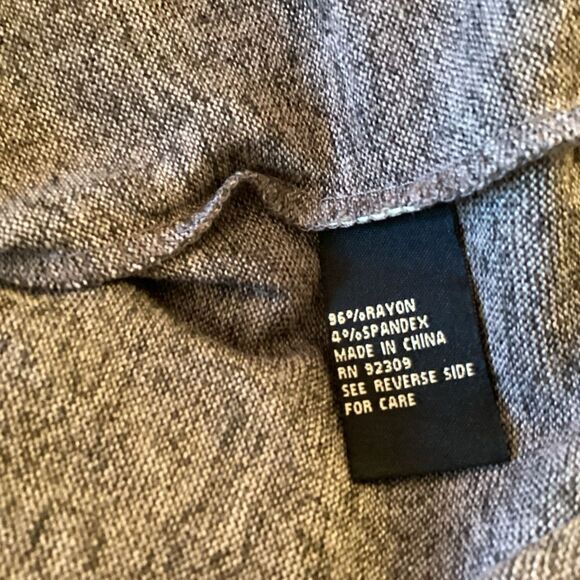 96%RAYON
4%SPANDEX
MADE IN CHINA
RN 92309
SEE REVERSE SIDE
FOR CARE